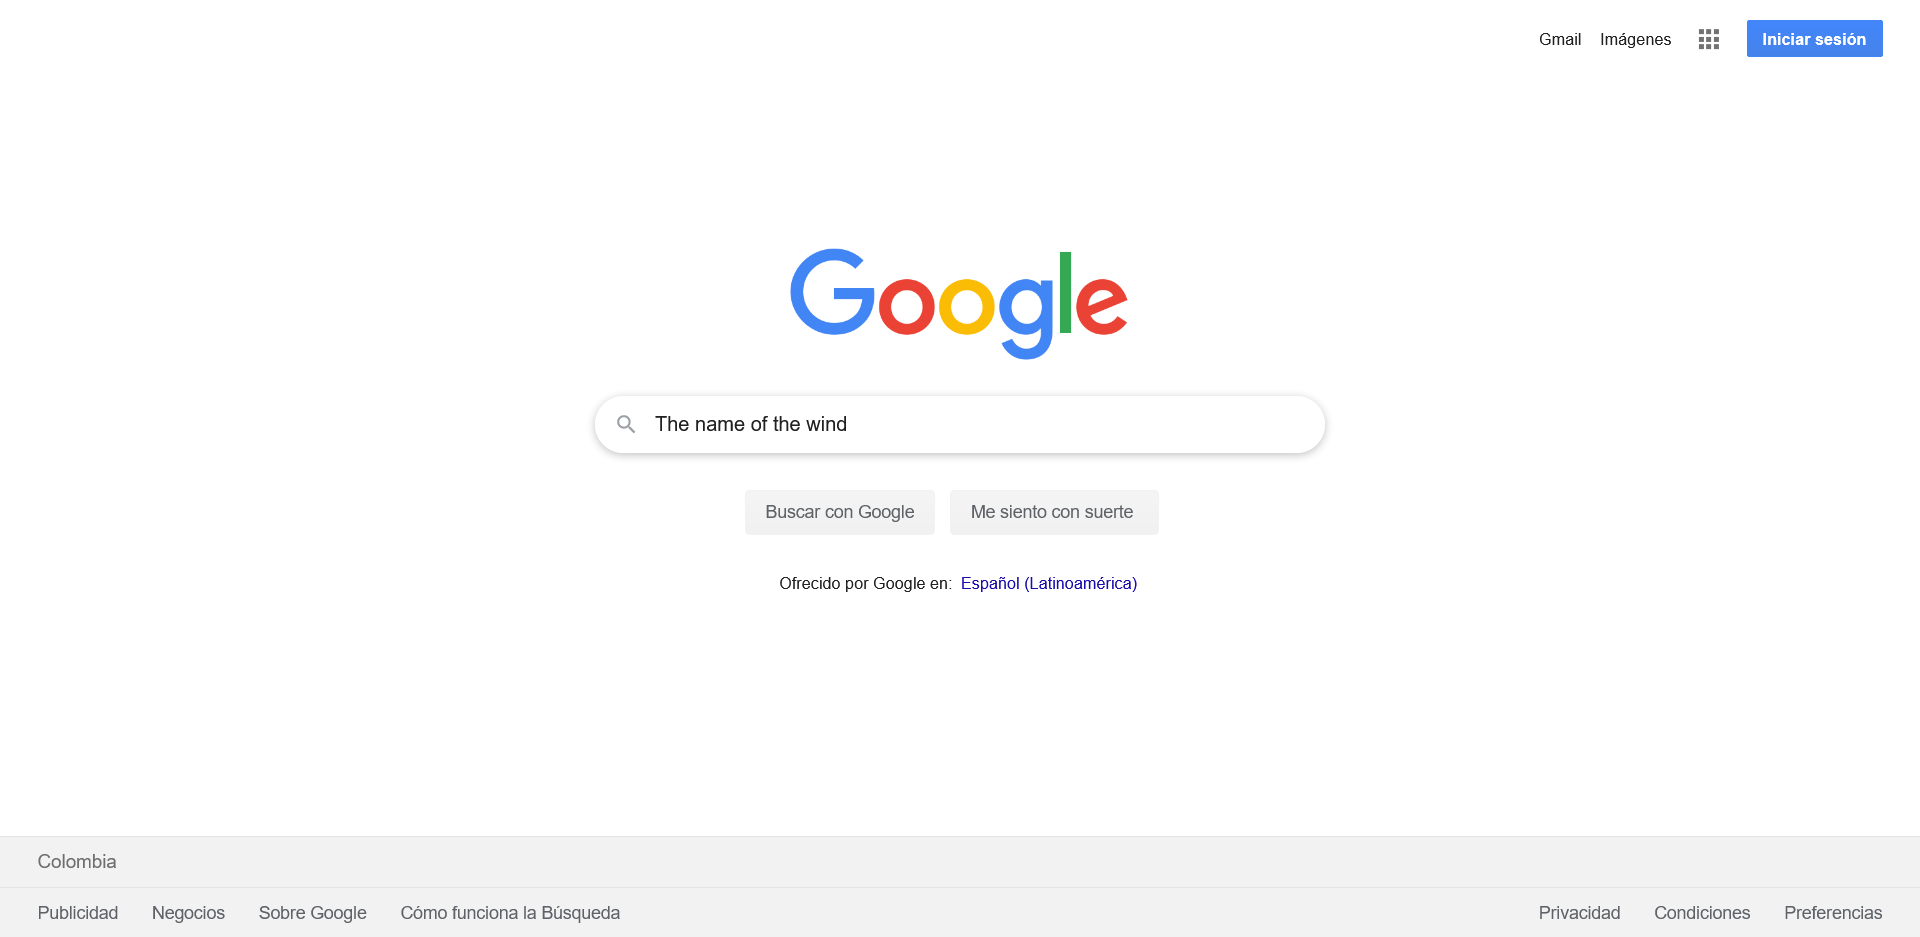 Gmail Imágenes Iniciar sesión
Google
The name of the wind
Buscar con Google Me siento con suerte
Ofrecido por Google en: Español (Latinoamérica)
Colombia
Publicidad Negocios Sobre Google Cómo funciona la Búsqueda Privacidad Condiciones Preferencias